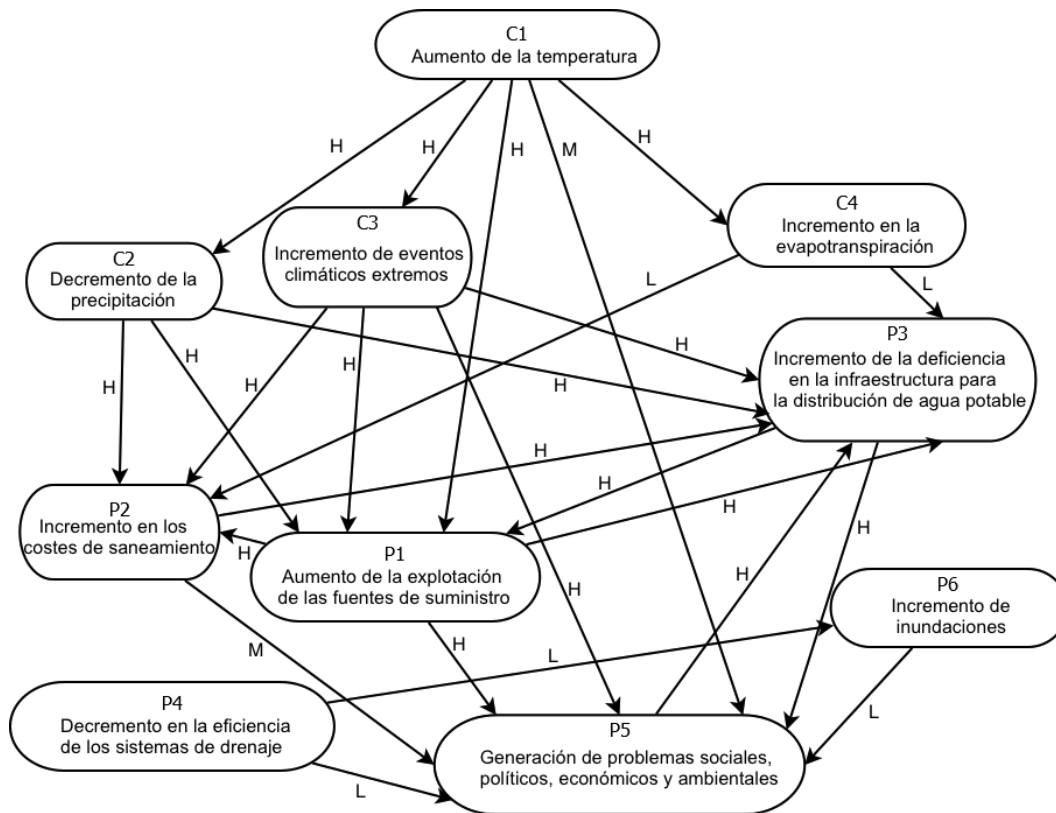 C1
Aumento de la temperatura
H
H
H
M
H
C4
Incremento en la
evapotranspiración
C3
Incremento de eventos
climáticos extremos
C2
Decremento de la
precipitación
L
L
P3
Incremento de la deficiencia
en la infraestructura para
la distribución de agua potable
H
H
H
H
H
H
H
H
H
P2
Incremento en los
costes de saneamiento
H
P1
Aumento de la explotación
de las fuentes de suministro
H
H
H
H
P6
Incremento de
inundaciones
H
M
L
P4
Decremento en la eficiencia
de los sistemas de drenaje
L
P5
Generación de problemas sociales,
políticos, económicos y ambientales
L